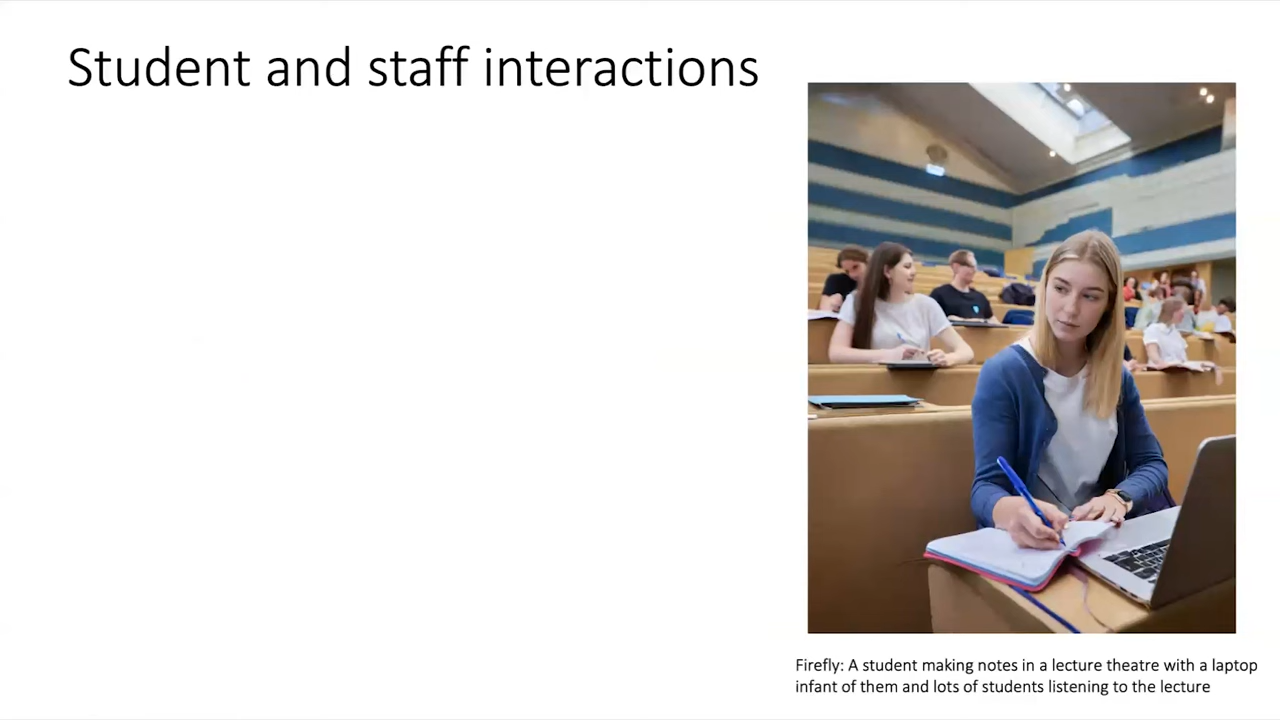 Student and staff interactions
Firefly: A student making notes in a lecture theatre with a laptop
infant of them and lots of students listening to the lecture